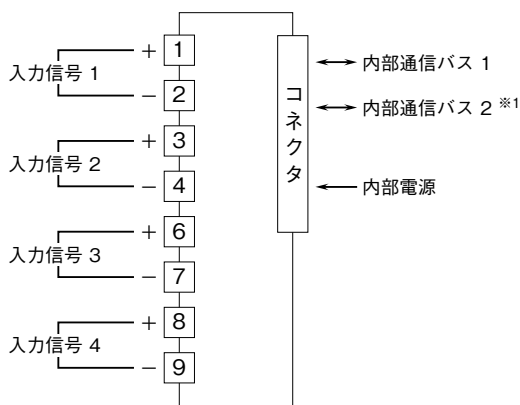 入力信号 1
+ 1
− 2
入力信号 2
+ 3
− 4
入力信号 3
+ 6
− 7
入力信号 4
+ 8
− 9
コネクタ
内部通信バス 1
内部通信バス 2 ※1
内部電源